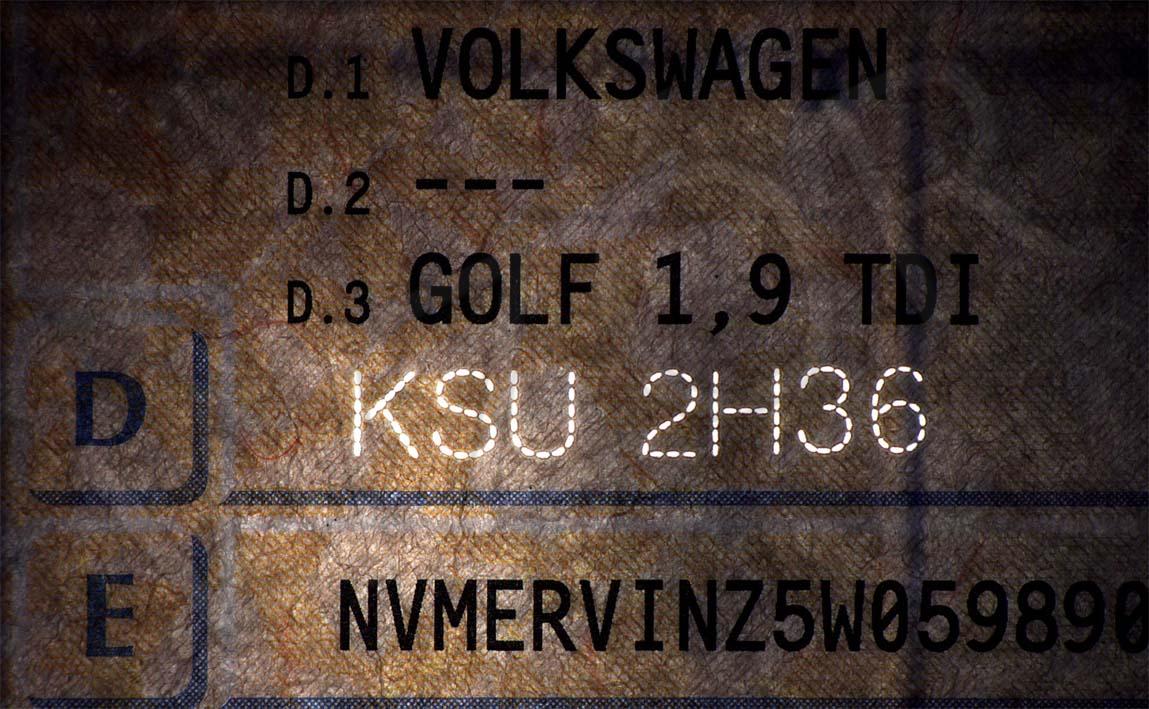 D.1 VOLKSWAGEN
D.2 ---
D.3 GOLF 1,9 TDI
D
KSU 2H36
E
NVMERVINZ5W059890